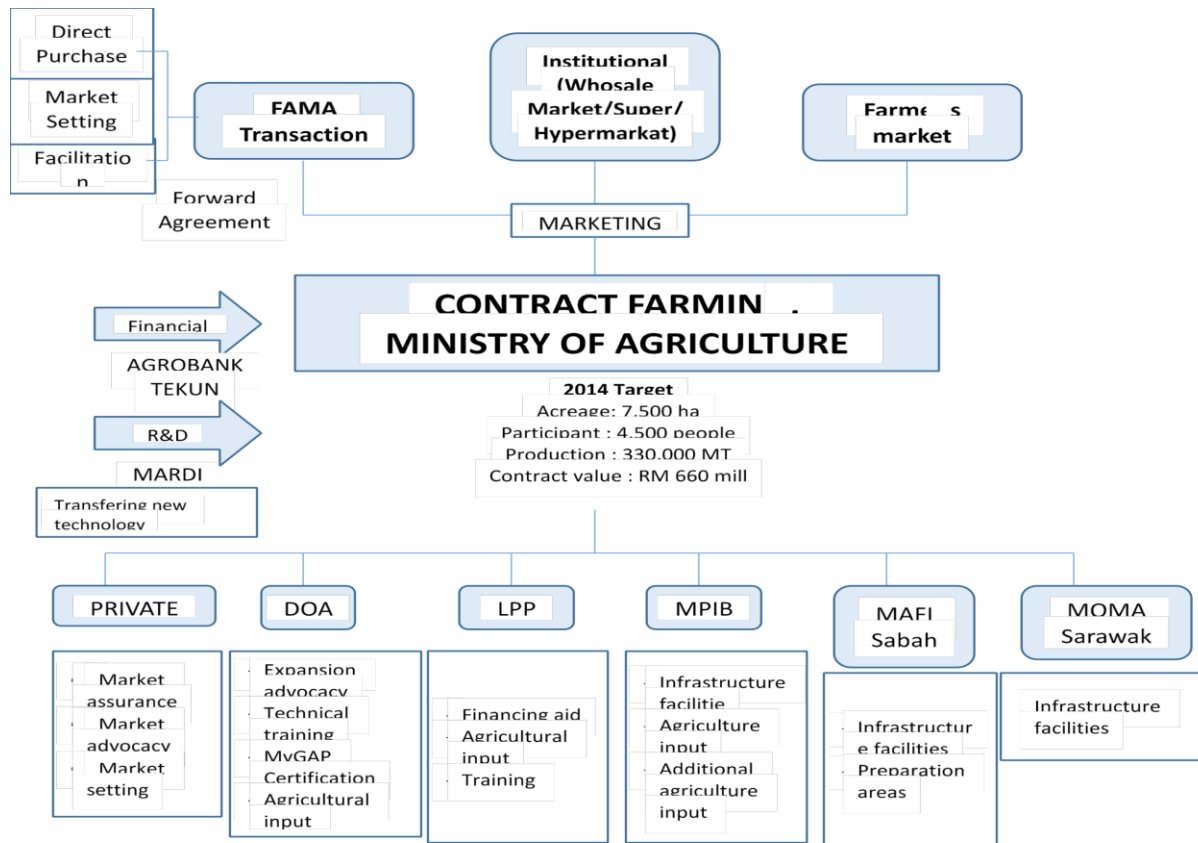 Direct
Purchase
Market
Setting
Facilitatio
n
FAMA
Transaction
Institutional
(Whosale
Market/Super/
Hypermarkat)
Farme s
market
Forward
Agreement
MARKETING
CONTRACT FARMIN
MINISTRY OF AGRICULTURE
Financial
AGROBANK
TEKUN
R&D
MARDI
Transfering new
technology
2014 Target
Acreage: 7,500 ha
Participant : 4,500 people
Production : 330,000 MT
Contract value : RM 660 mill
PRIVATE
Market
assurance
Market
advocacy
Market
setting
DOA
Expansion
advocacy
Technical
training
MyGAP
Certification
Agricultural
input
LPP
Financing aid
Agricultural
input
Training
MPIB
Infrastructure
facilitie
Agriculture
input
Additional
agriculture
input
MAFI
Sabah
Infrastructur
e facilities
Preparation
areas
MOMA
Sarawak
Infrastructure
facilities